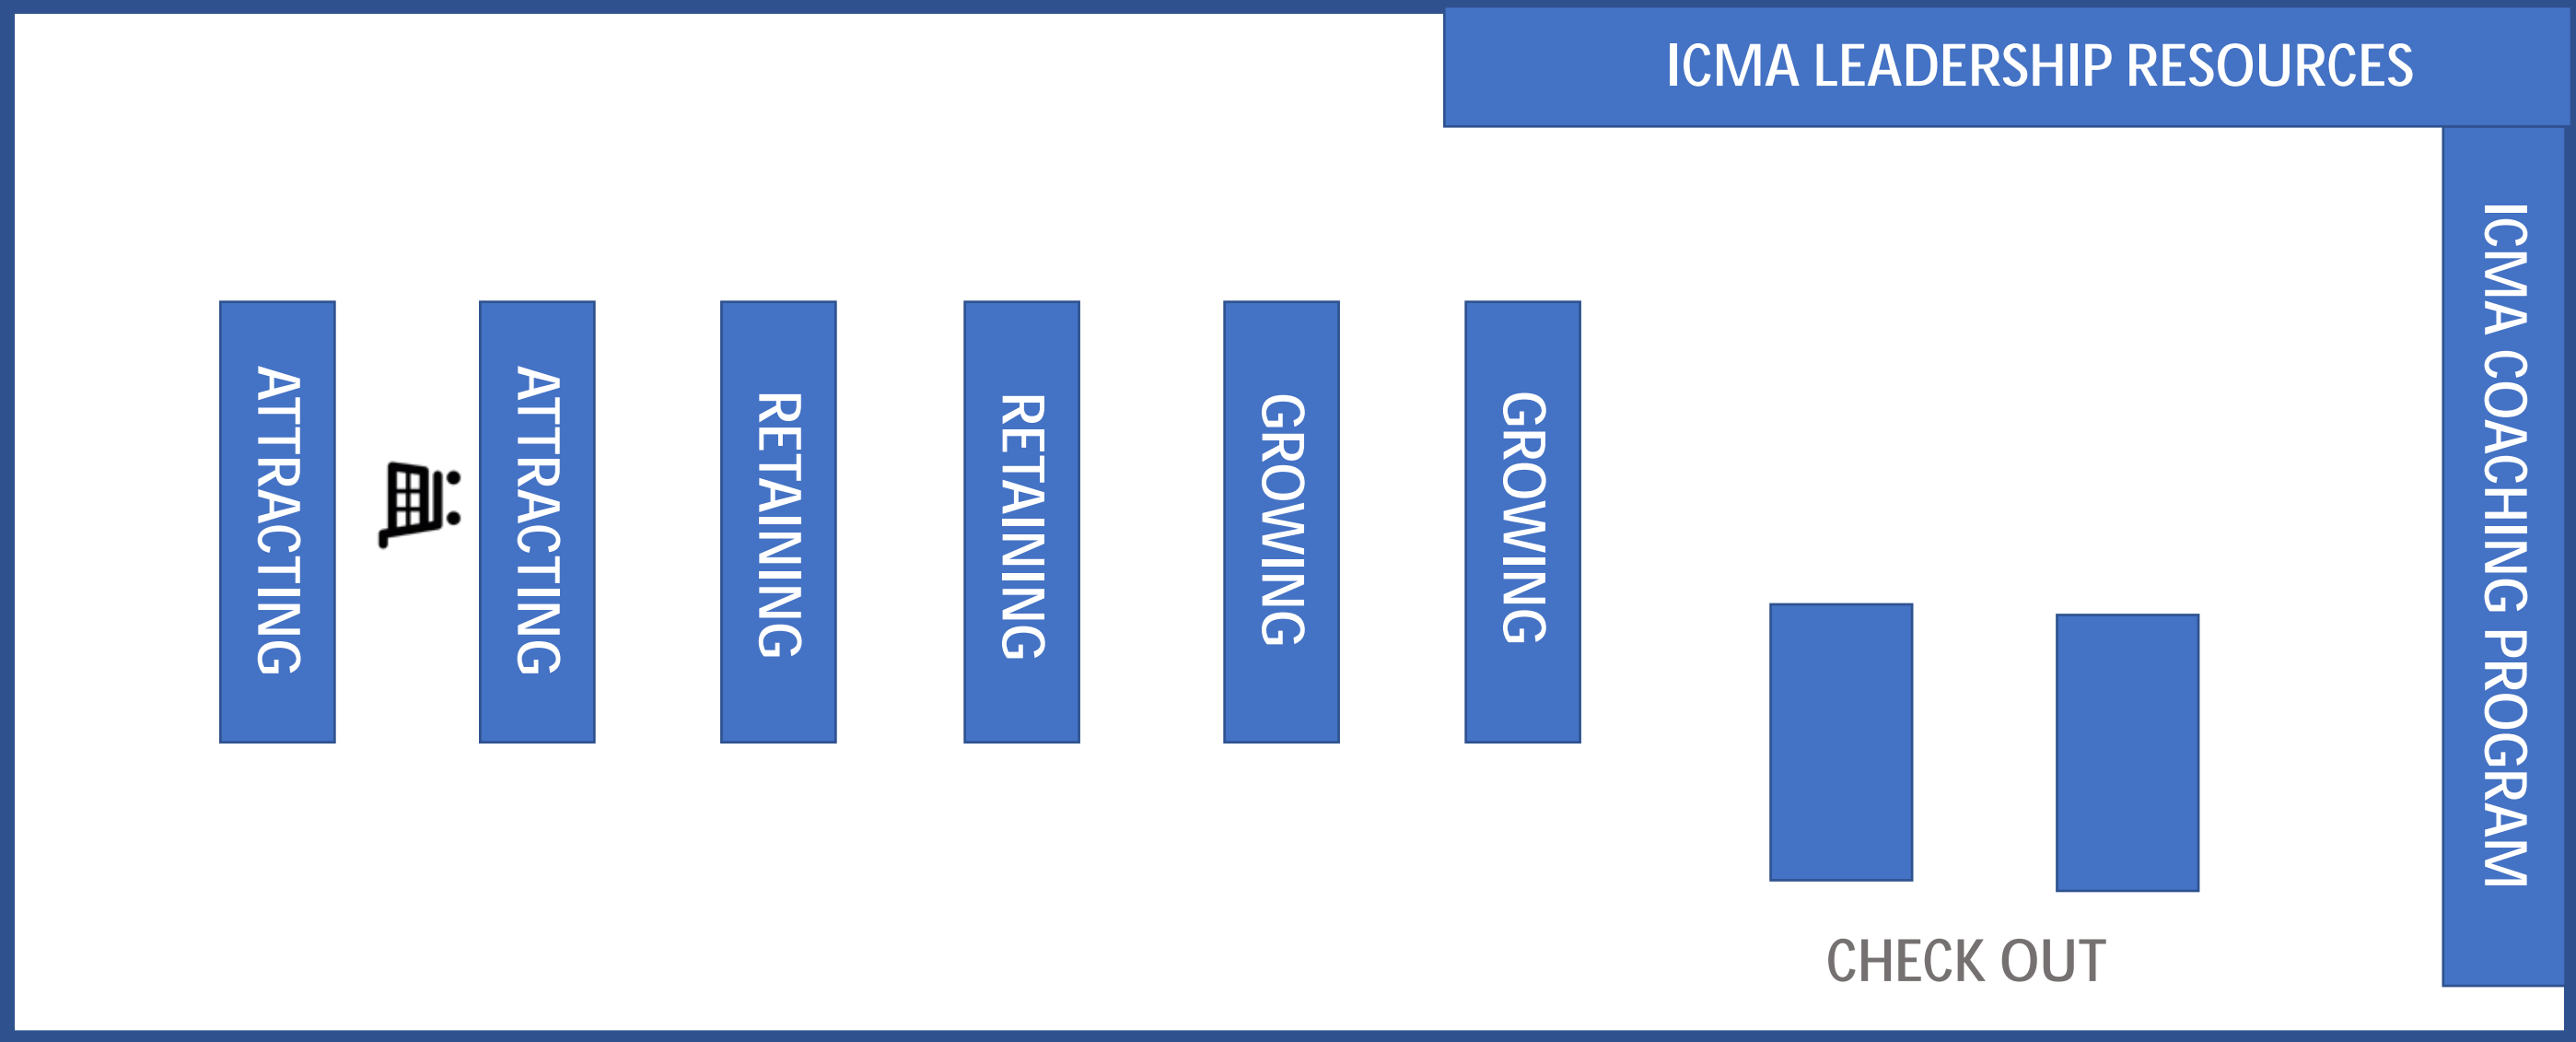 ICMA LEADERSHIP RESOURCES
ATTRACTING
ATTRACTING
RETAINING
RETAINING
GROWING
GROWING
ICMA COACHING PROGRAM
CHECK OUT